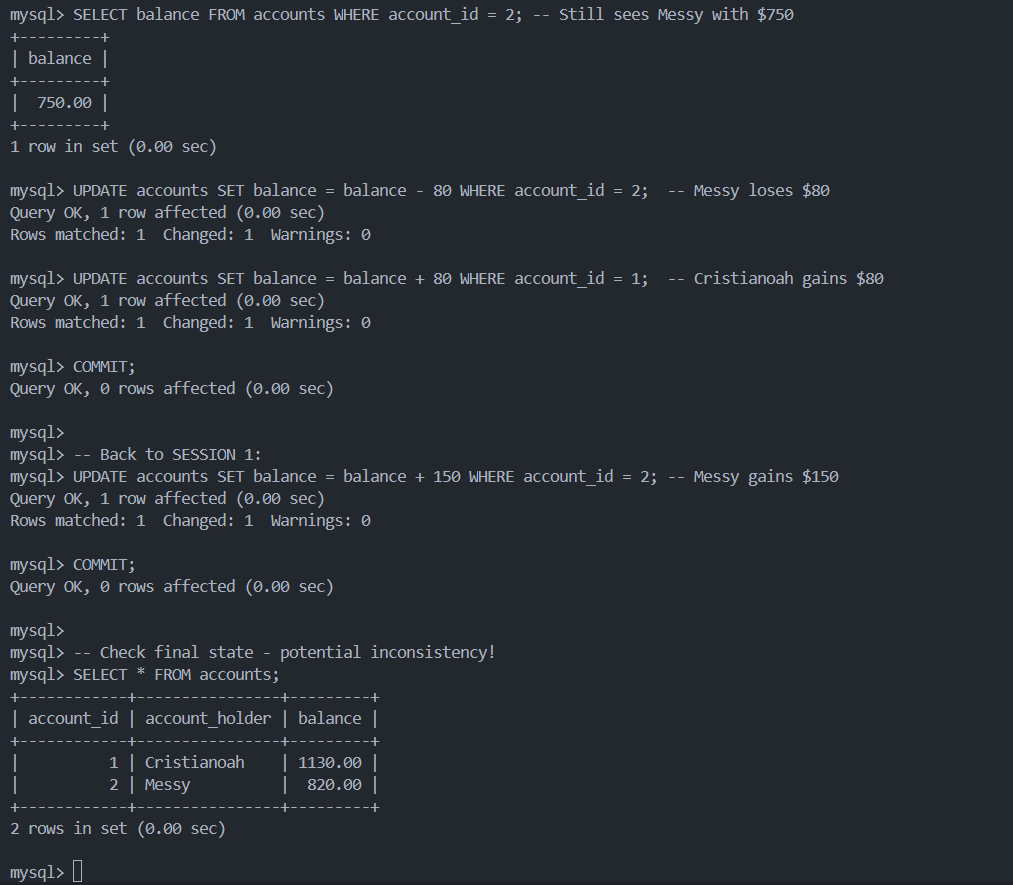 mysql> SELECT balance FROM accounts WHERE account_id = 2; -- Still sees Messy with $750
+---------+
| balance |
+---------+
|  750.00 |
+---------+
1 row in set (0.00 sec)

mysql> UPDATE accounts SET balance = balance - 80 WHERE account_id = 2;  -- Messy loses $80
Query OK, 1 row affected (0.00 sec)
Rows matched: 1  Changed: 1  Warnings: 0

mysql> UPDATE accounts SET balance = balance + 80 WHERE account_id = 1;  -- Cristianoah gains $80
Query OK, 1 row affected (0.00 sec)
Rows matched: 1  Changed: 1  Warnings: 0

mysql> COMMIT;
Query OK, 0 rows affected (0.00 sec)

mysql>
mysql> -- Back to SESSION 1:
mysql> UPDATE accounts SET balance = balance + 150 WHERE account_id = 2; -- Messy gains $150
Query OK, 1 row affected (0.00 sec)
Rows matched: 1  Changed: 1  Warnings: 0

mysql> COMMIT;
Query OK, 0 rows affected (0.00 sec)

mysql>
mysql> -- Check final state - potential inconsistency!
mysql> SELECT * FROM accounts;
+------------+----------------+---------+
| account_id | account_holder | balance |
+------------+----------------+---------+
|          1 | Cristianoah    | 1130.00 |
|          2 | Messy          |  820.00 |
+------------+----------------+---------+
2 rows in set (0.00 sec)

mysql>